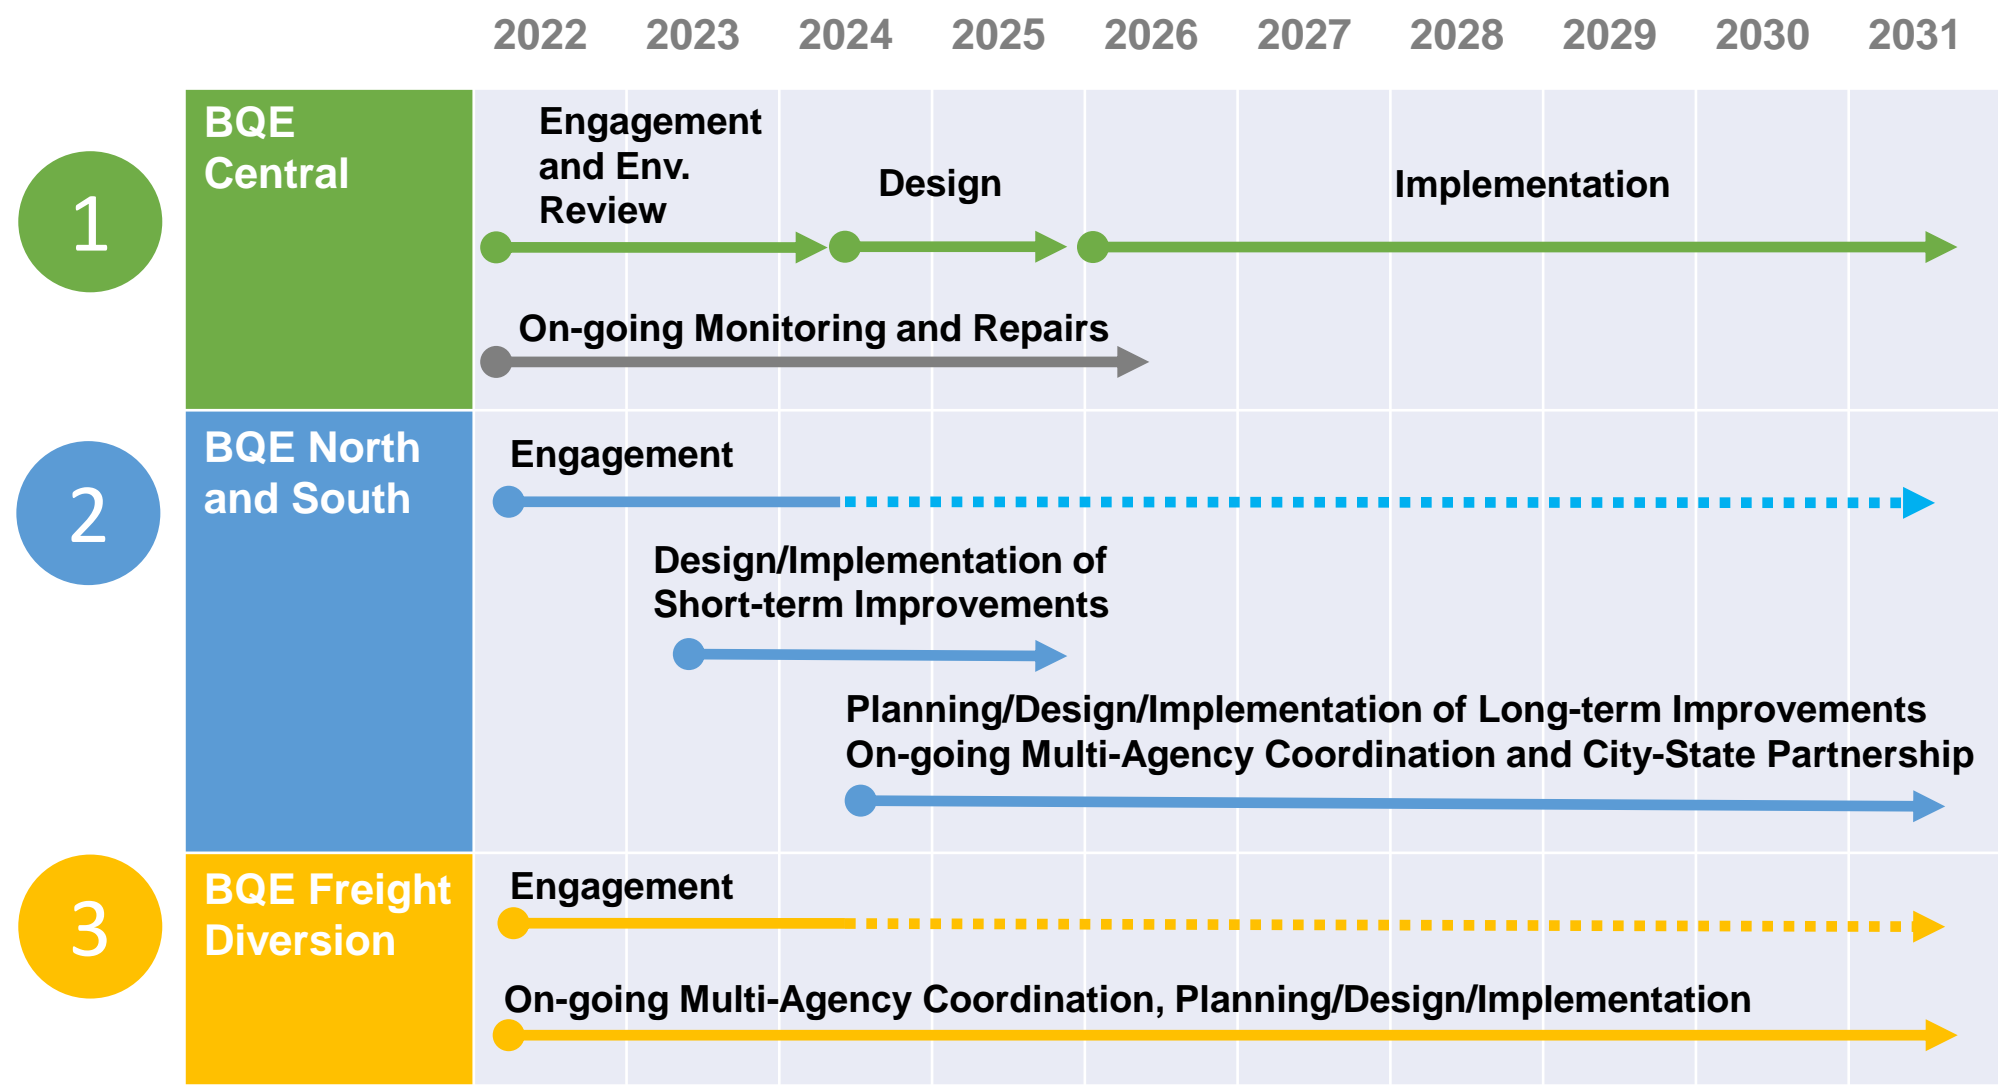 2022 2023 2024 2025 2026 2027 2028 2029 2030 2031
1
BQE
Central
Engagement
and Env.
Review
Design
Implementation
On-going Monitoring and Repairs
2
BQE North
and South
Engagement
Design/Implementation of
Short-term Improvements
Planning/Design/Implementation of Long-term Improvements
On-going Multi-Agency Coordination and City-State Partnership
3
BQE Freight
Diversion
Engagement
On-going Multi-Agency Coordination, Planning/Design/Implementation